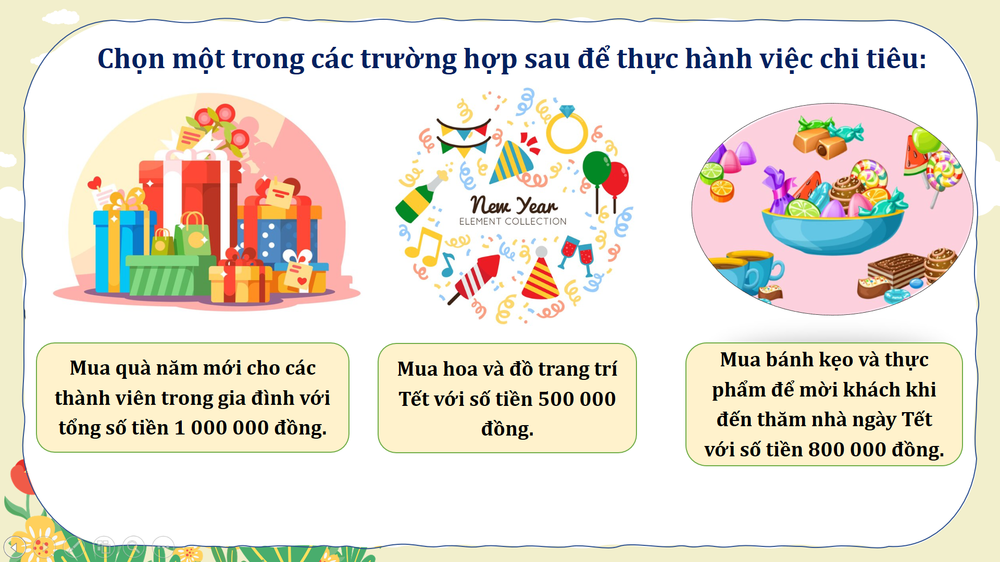 Chọn một trong các trường hợp sau để thực hành việc chi tiêu:
New Year
ELEMENT COLLECTION
Mua quà năm mới cho các
thành viên trong gia đình với
tổng số tiền 1 000 000 đồng.
Mua hoa và đồ trang trí
Tết với số tiền 500 000
đồng.
Mua bánh kẹo và thực
phẩm để mời khách khi
đến thăm nhà ngày Tết
với số tiền 800 000 đồng.